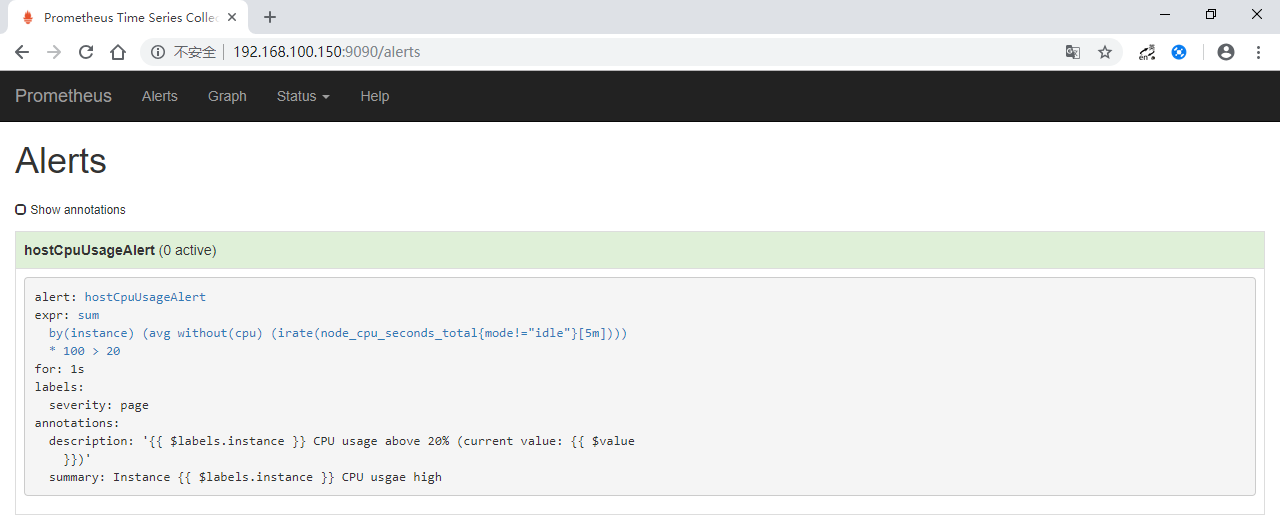 Prometheus Time Series Collec
不安全 192.168.100.150:9090/alerts
en
Prometheus Alerts Graph Status Help
Alerts
Show annotations
hostCpuUsageAlert (0 active)
alert: hostCpuUsageAlert
expr: sum
by(instance) (avg without(cpu) (irate(node_cpu_seconds_total{mode!="idle"}[5m])))
* 100 > 20
for: 1s
labels:
severity: page
annotations:
description: '{{ $labels.instance }} CPU usage above 20% (current value: {{ $value
}})'
summary: Instance {{ $labels.instance }} CPU usgae high